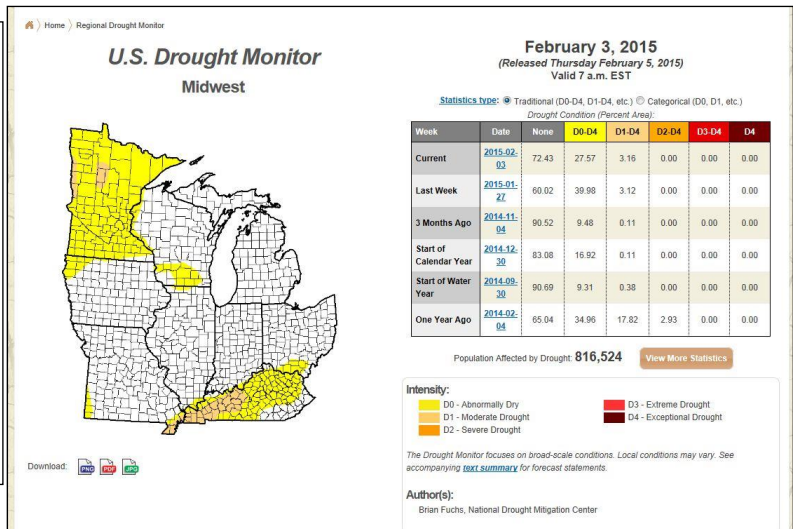 Home > Regional Drought Monitor
U.S. Drought Monitor
Midwest
Download: PNG PDF JPG
February 3, 2015
(Released Thursday February 5, 2015)
Valid 7 a.m. EST
Statistics type: Traditional (D0-D4, D1-D4, etc.) Categorical (D0, D1, etc.)
Drought Condition (Percent Area):
Week Date None D0-D4 D1-D4 D2-D4 D3-D4 D4
Current 2015-02-03 72.43 27.57 3.16 0.00 0.00 0.00
Last Week 2015-01-27 60.02 39.98 3.12 0.00 0.00 0.00
3 Months Ago 2014-11-04 90.52 9.48 0.11 0.00 0.00 0.00
Start of Calendar Year 2014-12-30 83.08 16.92 0.11 0.00 0.00 0.00
Start of Water Year 2014-09-30 90.69 9.31 0.38 0.00 0.00 0.00
One Year Ago 2014-02-04 65.04 34.96 17.82 2.93 0.00 0.00
Population Affected by Drought: 816,524 View More Statistics
Intensity:
D0 - Abnormally Dry D3 - Extreme Drought
D1 - Moderate Drought D4 - Exceptional Drought
D2 - Severe Drought
The Drought Monitor focuses on broad-scale conditions. Local conditions may vary. See
accompanying text summary for forecast statements.
Author(s):
Brian Fuchs, National Drought Mitigation Center